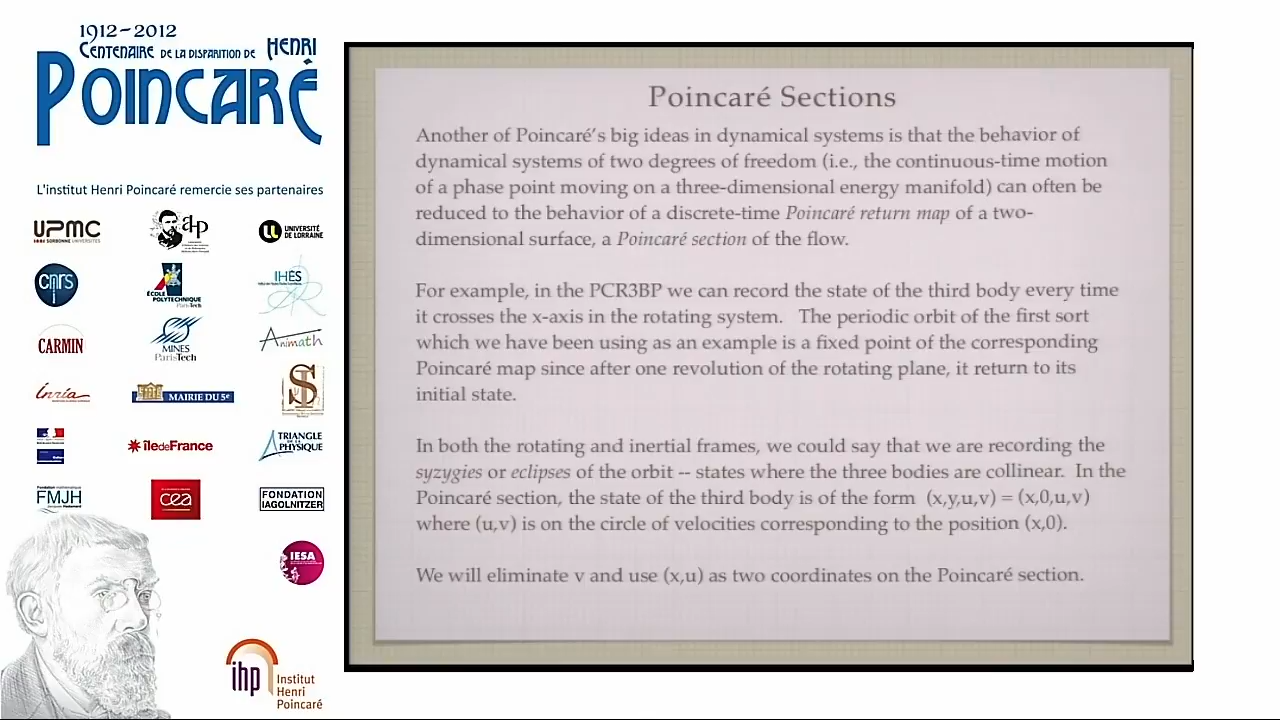 1912-2012
CENTENAIRE DE LA DISPARITION DE HENRI
POINCARÉ
L'institut Henri Poincaré remercie ses partenaires
UPMC
SORBONNE UNIVERSITÉS
ahp
UNIVERSITÉ
DE LORRAINE
cnrs
ÉCOLE
POLYTECHNIQUE
ParisTech
IHÉS
CARMIN
MINES
ParisTech
Animath
Inria
MAIRIE DU 5e
S
îledeFrance
TRIANGLE
DE LA
PHYSIQUE
Fondation mathématique
FMJH
Jacques Hadamard
cea
FONDATION
IAGOLNITZER
IESA
ihp
Institut
Henri
Poincaré
Poincaré Sections
Another of Poincaré's big ideas in dynamical systems is that the behavior of
dynamical systems of two degrees of freedom (i.e., the continuous-time motion
of a phase point moving on a three-dimensional energy manifold) can often be
reduced to the behavior of a discrete-time Poincaré return map of a two-
dimensional surface, a Poincaré section of the flow.
For example, in the PCR3BP we can record the state of the third body every time
it crosses the x-axis in the rotating system. The periodic orbit of the first sort
which we have been using as an example is a fixed point of the corresponding
Poincaré map since after one revolution of the rotating plane, it return to its
initial state.
In both the rotating and inertial frames we could say that we are recording the
syzygies or eclipses of the orbit -- states where the three bodies are collinear. In the
Poincaré section, the state of the third body is of the form (x,y,u,v) = (x,0,u,v)
where (u,v) is on the circle of velocities corresponding to the position (x,0).
We will eliminate v and use (x,u) as two coordinates on the Poincaré section.